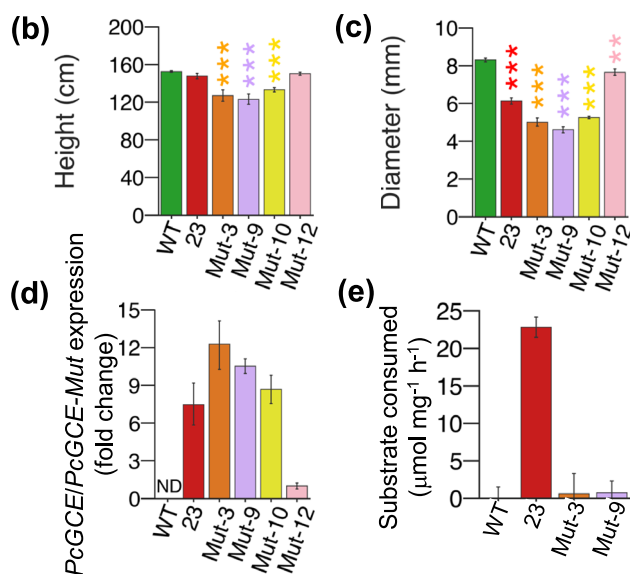 (b)
Height (cm)
200
160
120
80
40
0
***
***
***
WT
23
Mut-3
Mut-9
Mut-10
Mut-12
(c)
Diameter (mm)
10
8
6
4
2
0
***
***
***
***
**
WT
23
Mut-3
Mut-9
Mut-10
Mut-12
(d)
PcGCE/PcGCE-Mut expression
(fold change)
15
12
9
6
3
0
ND
WT
23
Mut-3
Mut-9
Mut-10
Mut-12
(e)
Substrate consumed
(μmol mg⁻¹ h⁻¹)
25
20
15
10
5
0
WT
23
Mut-3
Mut-9